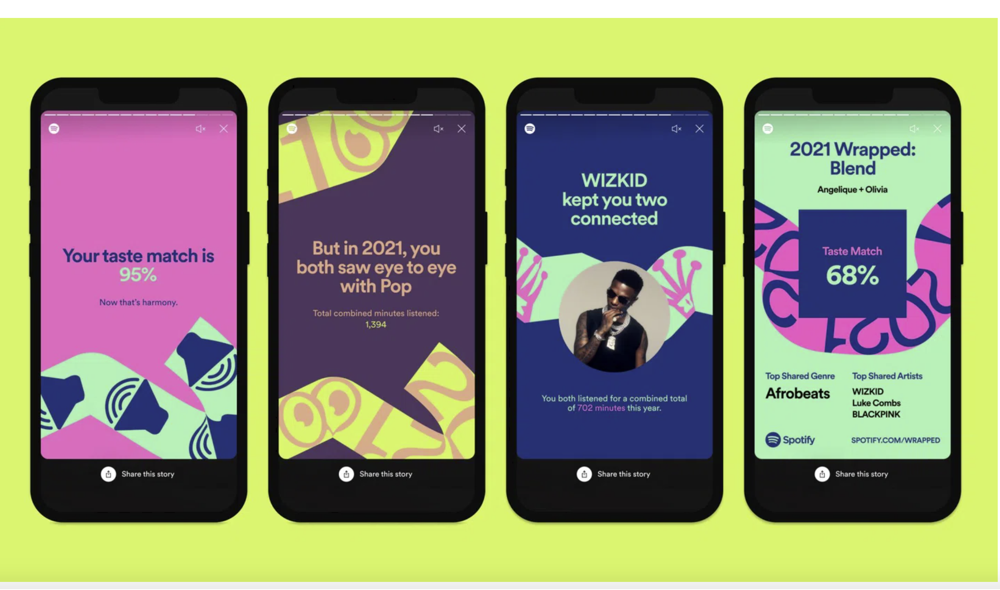 Your taste match is
95%
Now that's harmony.
Share this story
But in 2021, you
both saw eye to eye
with Pop
Total combined minutes listened:
1,394
Share this story
WIZKID
kept you two
connected
You both listened for a combined total
of 702 minutes this year.
Share this story
2021 Wrapped:
Blend
Angelique + Olivia
Taste Match
68%
Top Shared Genre
Afrobeats
Top Shared Artists
WIZKID
Luke Combs
BLACKPINK
Spotify
SPOTIFY.COM/WRAPPED
Share this story